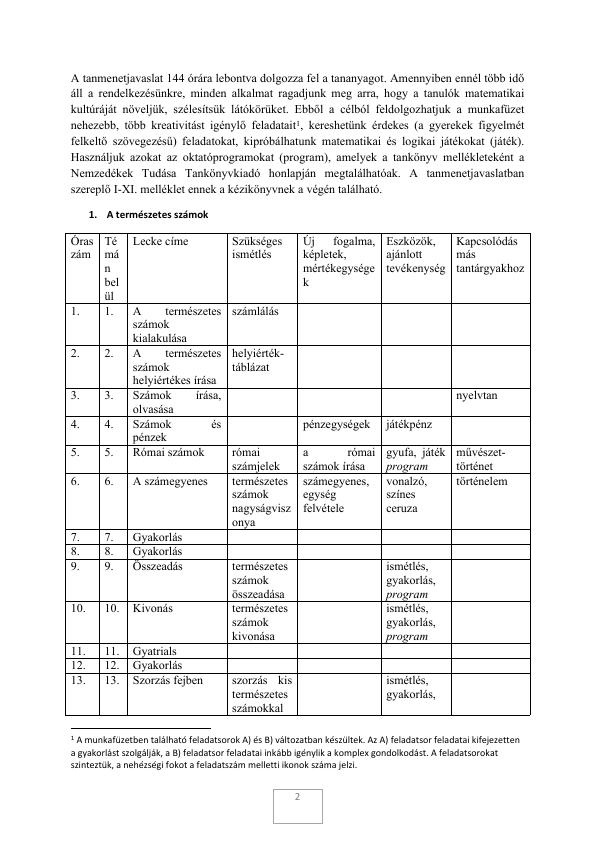 A tanmenetjavaslat 144 órára lebontva dolgozza fel a tananyagot. Amennyiben ennél több idő
áll a rendelkezésünkre, minden alkalmat ragadjunk meg arra, hogy a tanulók matematikai
kultúráját növeljük, szélesítsük látókörüket. Ebből a célból feldolgozhatjuk a munkafüzet
nehezebb, több kreativitást igénylő feladatait¹, kereshetünk érdekes (a gyerekek figyelmét
felkeltő szövegezésű) feladatokat, kipróbálhatunk matematikai és logikai játékokat (játék).
Használjuk azokat az oktatóprogramokat (program), amelyek a tankönyv mellékleteként a
Nemzedékek Tudása Tankönyvkiadó honlapján megtalálhatóak. A tanmenetjavaslatban
szereplő I-XI. melléklet ennek a kézikönyvnek a végén található.
1. A természetes számok
Óras
zám
Té
má
n
bel
ül
Lecke címe
Szükséges
ismétlés
Új fogalma,
képletek,
mértékegysége
k
Eszközök,
ajánlott
tevékenység
Kapcsolódás
más
tantárgyakhoz
1.
1.
A természetes
számok
kialakulása
számlálás
2.
2.
A természetes
számok
helyiértékes írása
helyiérték-
táblázat
3.
3.
Számok írása,
olvasása
nyelvtan
4.
4.
Számok és
pénzek
pénzegységek
játékpénz
5.
5.
Római számok
római
számjelek
a római
számok írása
gyufa, játék
program
művészet-
történet
6.
6.
A számegyenes
természetes
számok
nagyságvisz
onya
számegyenes,
egység
felvétele
vonalzó,
színes
ceruza
történelem
7.
7.
Gyakorlás
8.
8.
Gyakorlás
9.
9.
Összeadás
természetes
számok
összeadása
ismétlés,
gyakorlás,
program
10.
10.
Kivonás
természetes
számok
kivonása
ismétlés,
gyakorlás,
program
11.
11.
Gyatrials
12.
12.
Gyakorlás
13.
13.
Szorzás fejben
szorzás kis
természetes
számokkal
ismétlés,
gyakorlás,
¹ A munkafüzetben található feladatsorok A) és B) változatban készültek. Az A) feladatsor feladatai kifejezetten
a gyakorlást szolgálják, a B) feladatsor feladatai inkább igénylik a komplex gondolkodást. A feladatsorokat
szinteztük, a nehézségi fokot a feladatszám melletti ikonok száma jelzi.
2